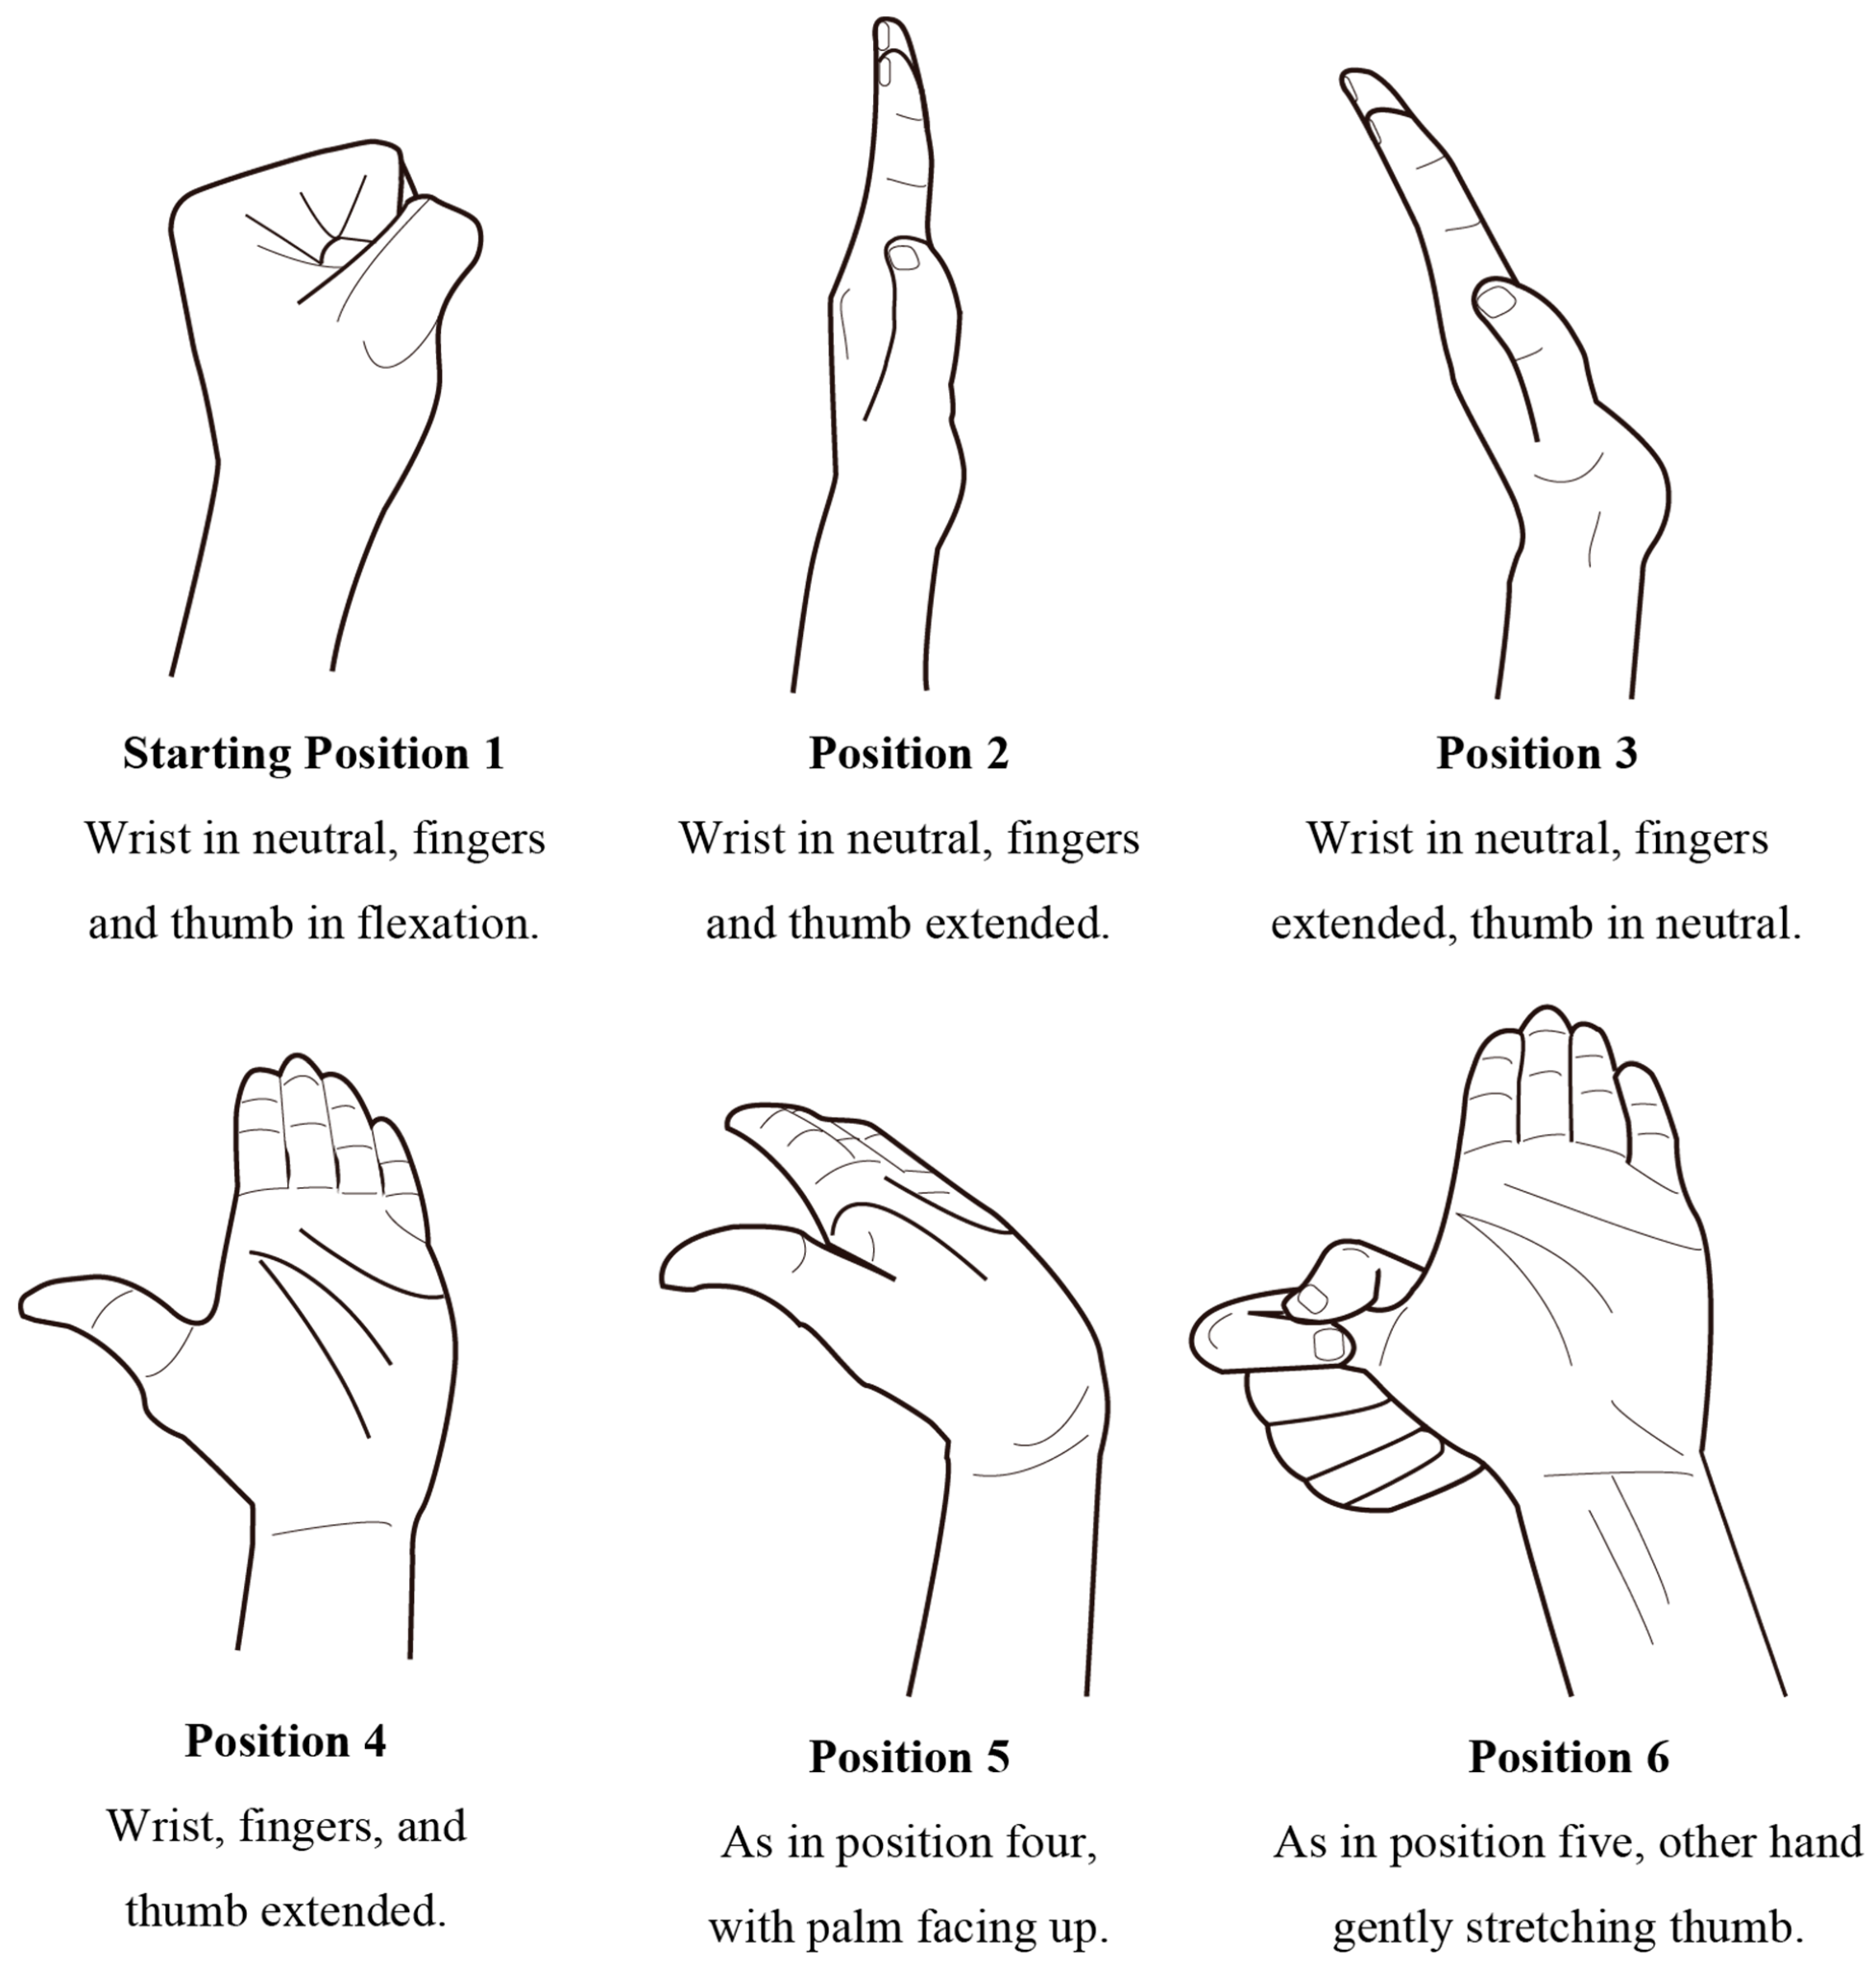 Starting Position 1
Wrist in neutral, fingers
and thumb in flexation.
Position 2
Wrist in neutral, fingers
and thumb extended.
Position 3
Wrist in neutral, fingers
extended, thumb in neutral.
Position 4
Wrist, fingers, and
thumb extended.
Position 5
As in position four,
with palm facing up.
Position 6
As in position five, other hand
gently stretching thumb.